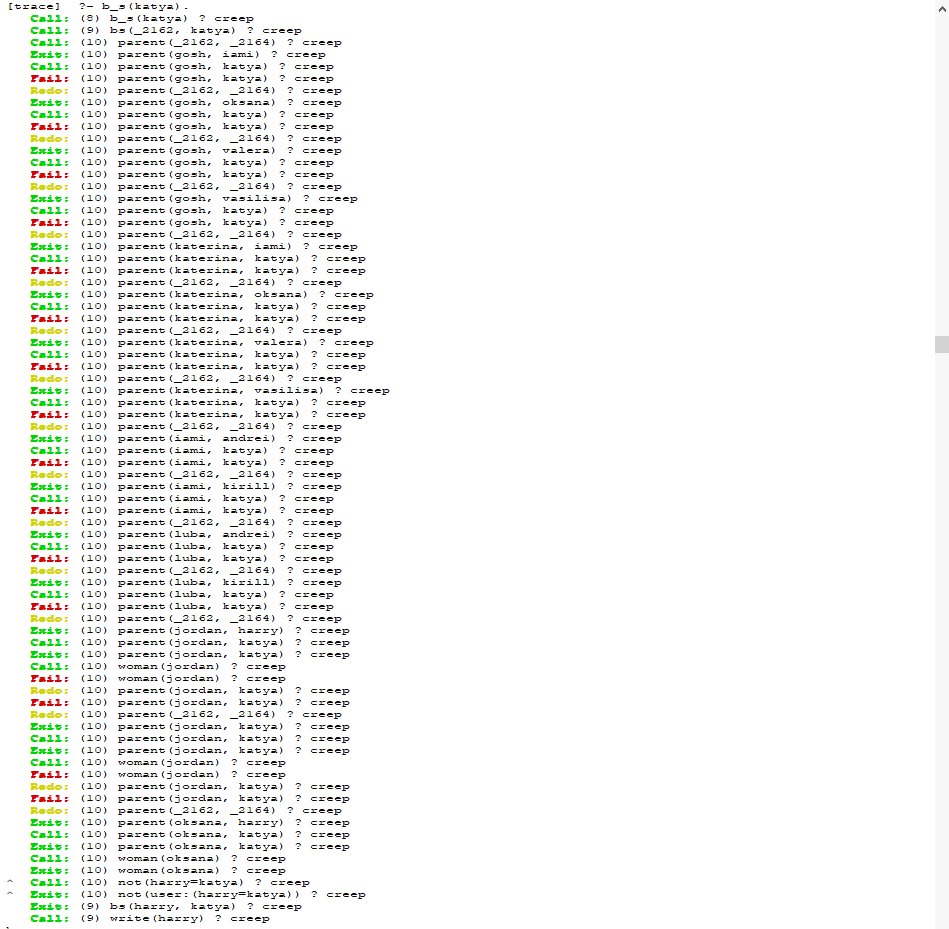 [trace]  ?- b_s(katya).
Call: (8) b_s(katya) ? creep
Call: (9) bs(_2162, katya) ? creep
Call: (10) parent(_2162, _2164) ? creep
Exit: (10) parent(gosh, iami) ? creep
Call: (10) parent(gosh, katya) ? creep
Fail: (10) parent(gosh, katya) ? creep
Redo: (10) parent(_2162, _2164) ? creep
Exit: (10) parent(gosh, oksana) ? creep
Call: (10) parent(gosh, katya) ? creep
Fail: (10) parent(gosh, katya) ? creep
Redo: (10) parent(_2162, _2164) ? creep
Exit: (10) parent(gosh, valera) ? creep
Call: (10) parent(gosh, katya) ? creep
Fail: (10) parent(gosh, katya) ? creep
Redo: (10) parent(_2162, _2164) ? creep
Exit: (10) parent(gosh, vasilisa) ? creep
Call: (10) parent(gosh, katya) ? creep
Fail: (10) parent(gosh, katya) ? creep
Redo: (10) parent(_2162, _2164) ? creep
Exit: (10) parent(katerina, iami) ? creep
Call: (10) parent(katerina, katya) ? creep
Fail: (10) parent(katerina, katya) ? creep
Redo: (10) parent(_2162, _2164) ? creep
Exit: (10) parent(katerina, oksana) ? creep
Call: (10) parent(katerina, katya) ? creep
Fail: (10) parent(katerina, katya) ? creep
Redo: (10) parent(_2162, _2164) ? creep
Exit: (10) parent(katerina, valera) ? creep
Call: (10) parent(katerina, katya) ? creep
Fail: (10) parent(katerina, katya) ? creep
Redo: (10) parent(_2162, _2164) ? creep
Exit: (10) parent(katerina, vasilisa) ? creep
Call: (10) parent(katerina, katya) ? creep
Fail: (10) parent(katerina, katya) ? creep
Redo: (10) parent(_2162, _2164) ? creep
Exit: (10) parent(iami, andrei) ? creep
Call: (10) parent(iami, katya) ? creep
Fail: (10) parent(iami, katya) ? creep
Redo: (10) parent(_2162, _2164) ? creep
Exit: (10) parent(iami, kirill) ? creep
Call: (10) parent(iami, katya) ? creep
Fail: (10) parent(iami, katya) ? creep
Redo: (10) parent(_2162, _2164) ? creep
Exit: (10) parent(luba, andrei) ? creep
Call: (10) parent(luba, katya) ? creep
Fail: (10) parent(luba, katya) ? creep
Redo: (10) parent(_2162, _2164) ? creep
Exit: (10) parent(luba, kirill) ? creep
Call: (10) parent(luba, katya) ? creep
Fail: (10) parent(luba, katya) ? creep
Redo: (10) parent(_2162, _2164) ? creep
Exit: (10) parent(jordan, harry) ? creep
Call: (10) parent(jordan, katya) ? creep
Exit: (10) parent(jordan, katya) ? creep
Call: (10) woman(jordan) ? creep
Fail: (10) woman(jordan) ? creep
Redo: (10) parent(jordan, katya) ? creep
Fail: (10) parent(jordan, katya) ? creep
Redo: (10) parent(_2162, _2164) ? creep
Exit: (10) parent(jordan, katya) ? creep
Call: (10) parent(jordan, katya) ? creep
Exit: (10) parent(jordan, katya) ? creep
Call: (10) woman(jordan) ? creep
Fail: (10) woman(jordan) ? creep
Redo: (10) parent(jordan, katya) ? creep
Fail: (10) parent(jordan, katya) ? creep
Redo: (10) parent(_2162, _2164) ? creep
Exit: (10) parent(oksana, harry) ? creep
Call: (10) parent(oksana, katya) ? creep
Exit: (10) parent(oksana, katya) ? creep
Call: (10) woman(oksana) ? creep
Exit: (10) woman(oksana) ? creep
^ Call: (10) not(harry=katya) ? creep
^ Exit: (10) not(user:(harry=katya)) ? creep
Exit: (9) bs(harry, katya) ? creep
Call: (9) write(harry) ? creep